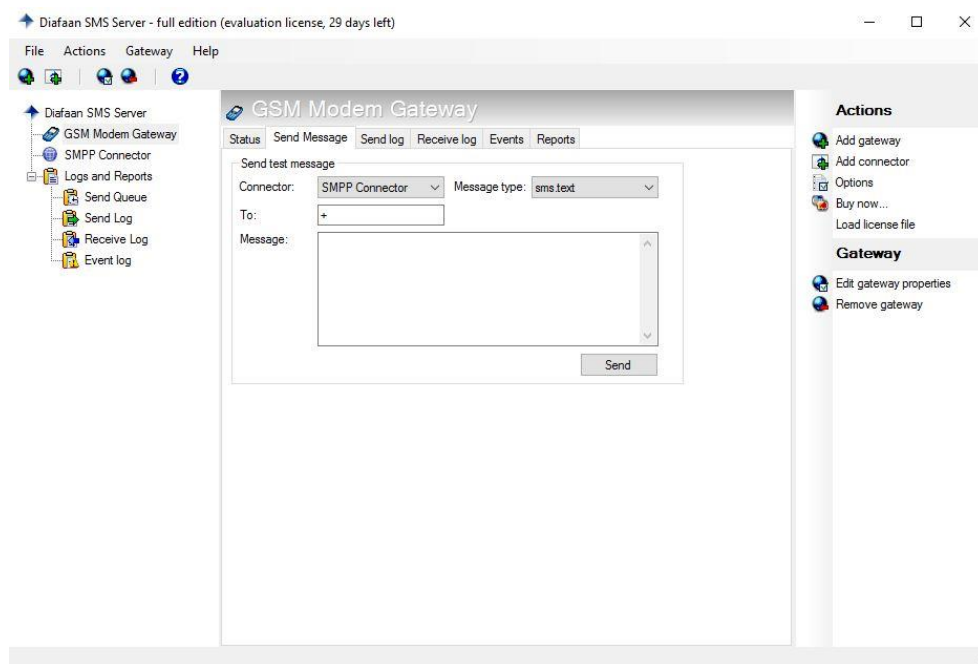 Diafaan SMS Server - full edition (evaluation license, 29 days left)
File Actions Gateway Help
Diafaan SMS Server
GSM Modem Gateway
SMPP Connector
Logs and Reports
Send Queue
Send Log
Receive Log
Event log
GSM Modem Gateway
Status Send Message Send log Receive log Events Reports
Send test message
Connector: SMPP Connector Message type: sms.text
To: +
Message:
Send
Actions
Add gateway
Add connector
Options
Buy now...
Load license file
Gateway
Edit gateway properties
Remove gateway